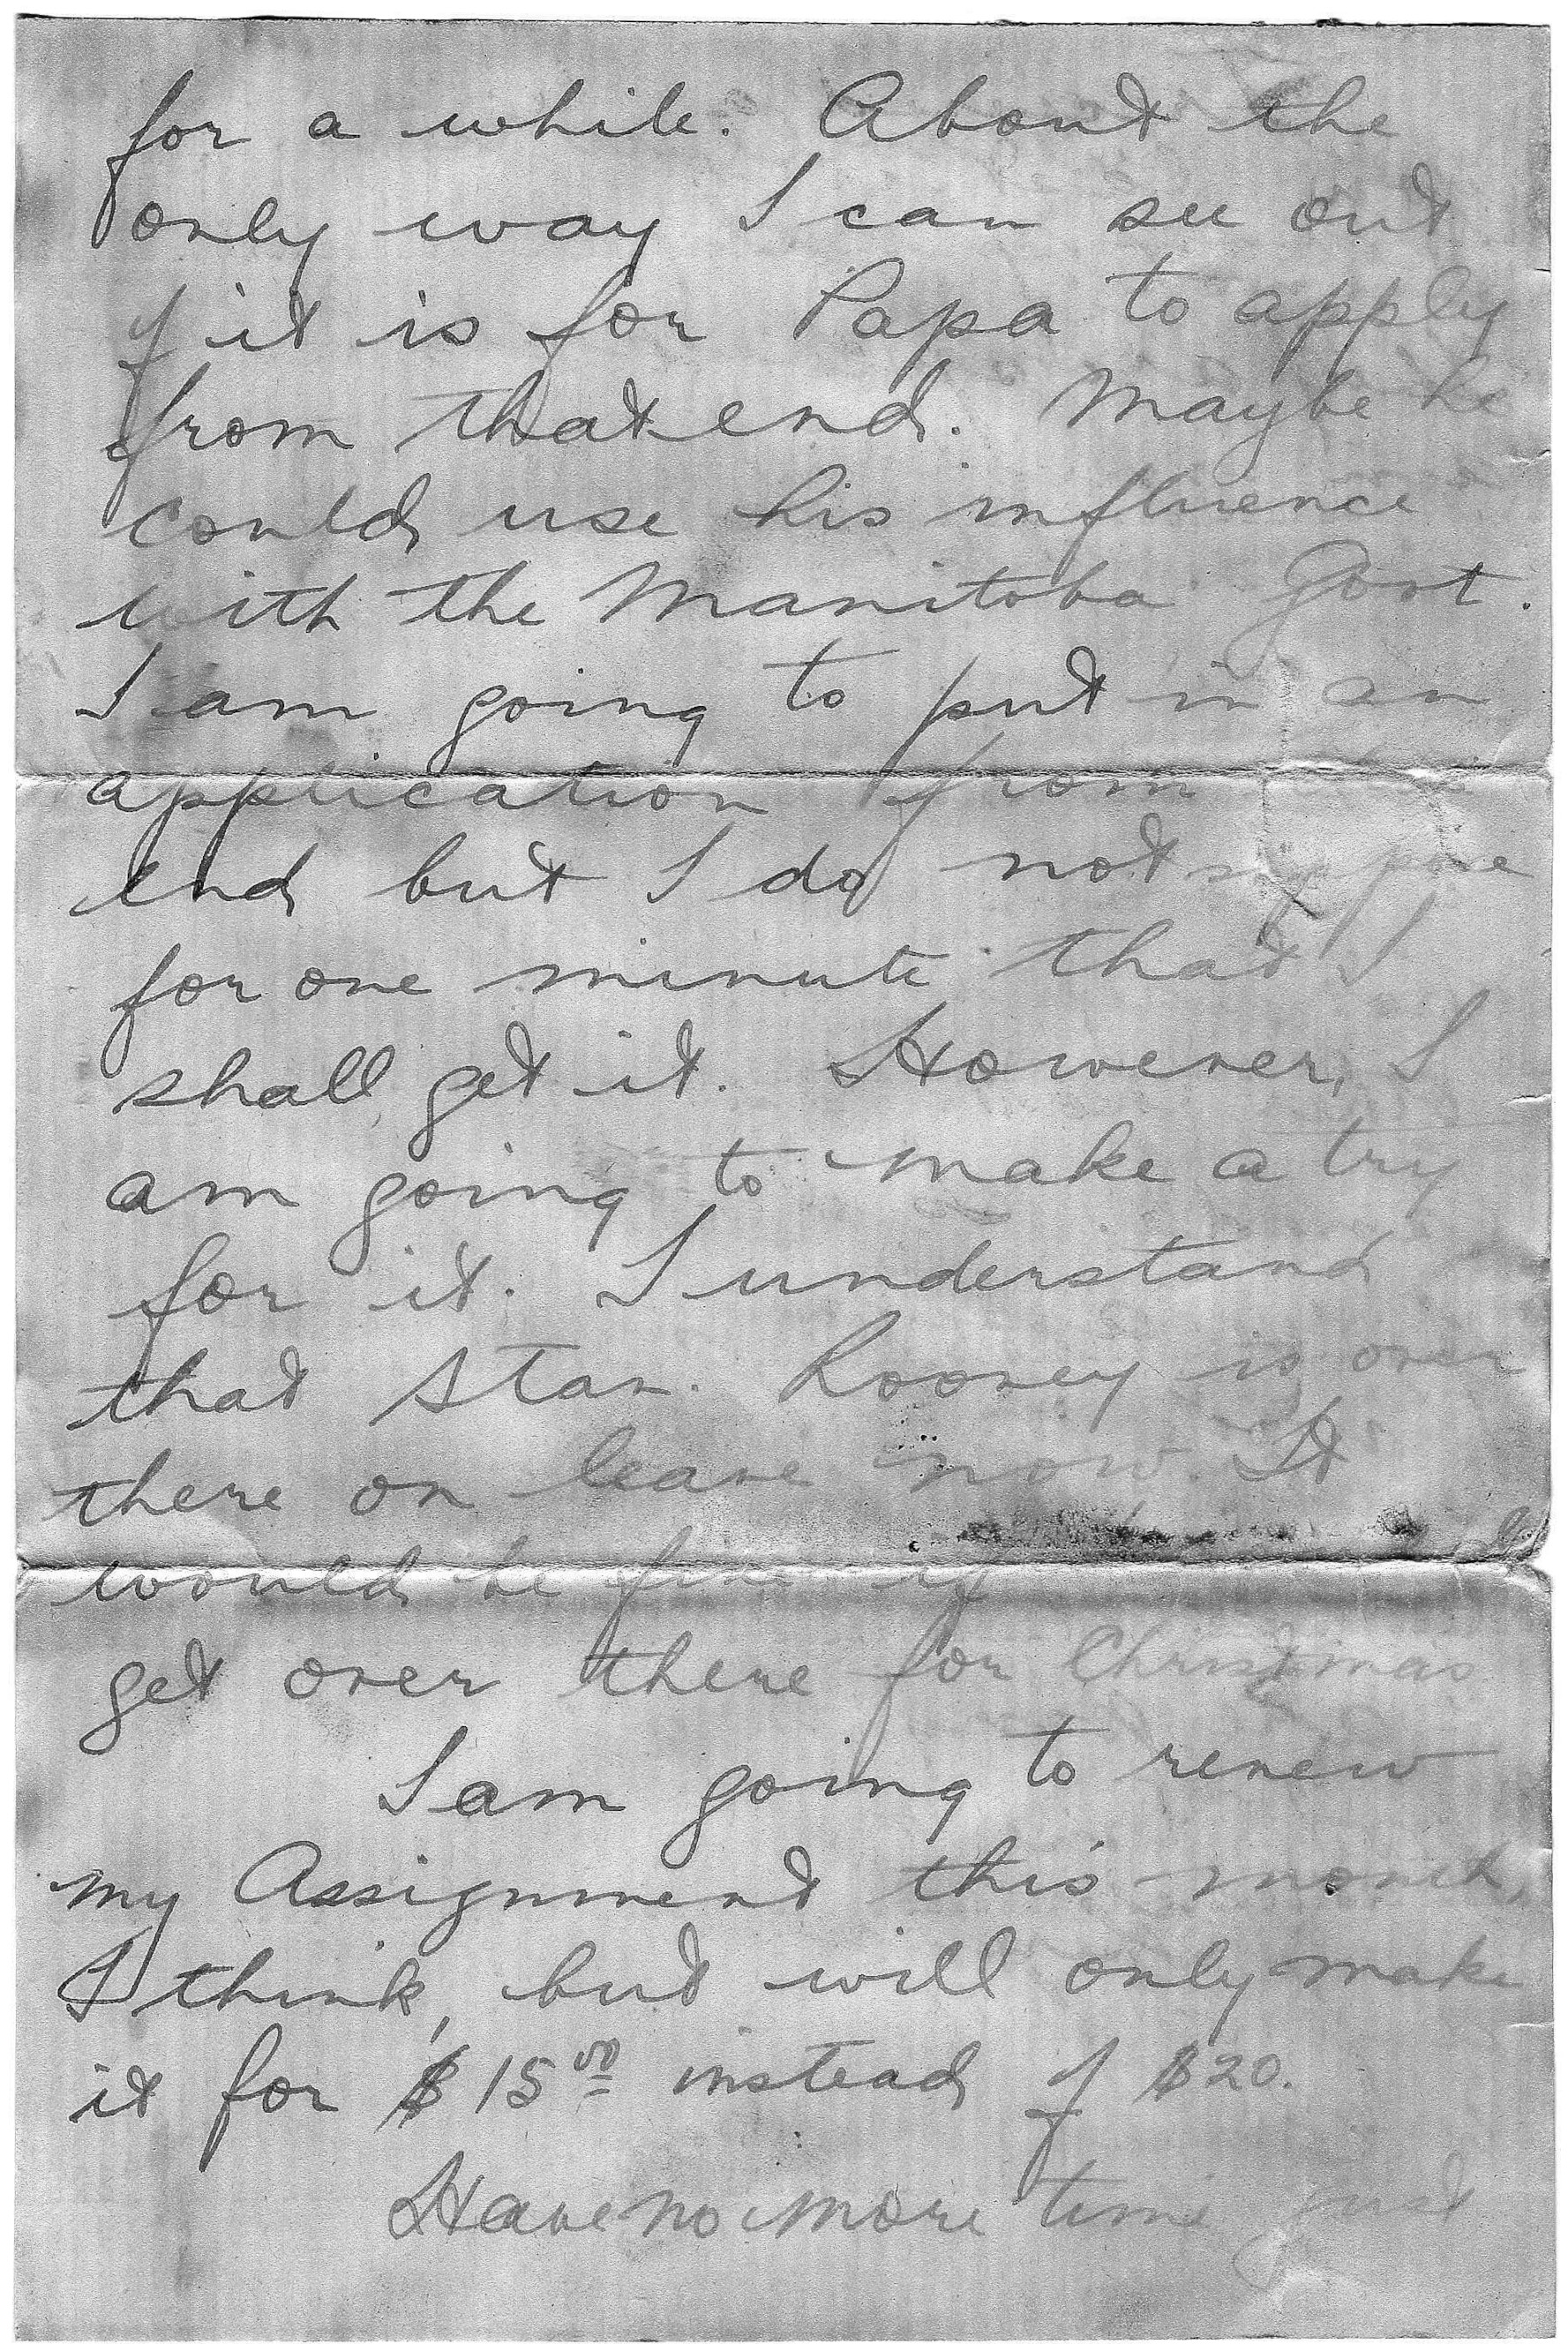 for a while. About the
only way I can see out
of it is for Papa to apply
from that end. Maybe he
could use his influence
with the Manitoba Govt.
I am going to put in an
application from
end but I do not suppose
for one minute that I
shall get it. However, I
am going to make a try
for it. I understand
that Stan. Rooney is over
there on leave now. It
would be fine if
get over there for Christmas
I am going to renew
my Assignment this month,
I think, but will only make
it for $15.00 instead of $20.
Have no more time just